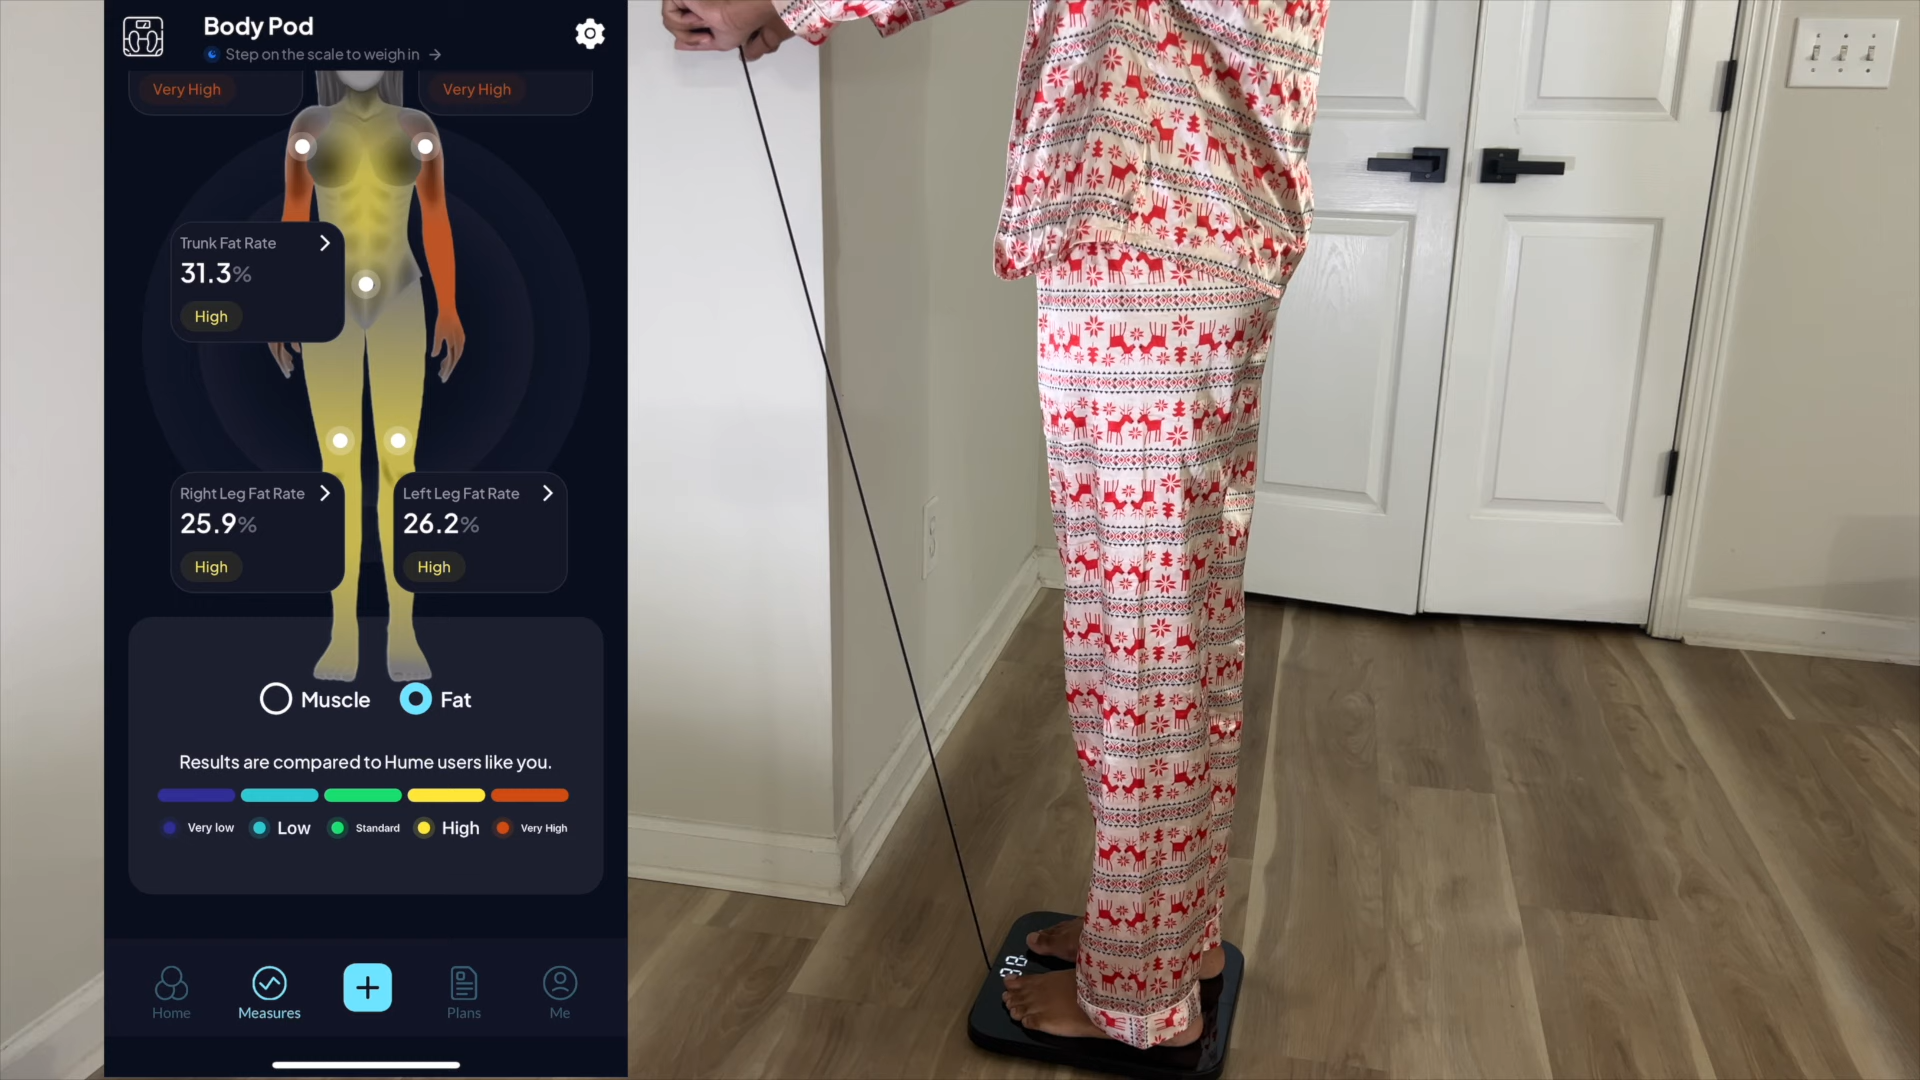 Body Pod
Step on the scale to weigh in →
Very High
Very High
Trunk Fat Rate
31.3%
High
Right Leg Fat Rate
25.9%
High
Left Leg Fat Rate
26.2%
High
Muscle
Fat
Results are compared to Hume users like you.
Very low
Low
Standard
High
Very High
Home
Measures
Plans
Me